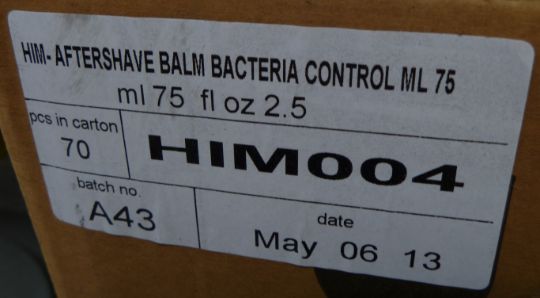 HIM- AFTERSHAVE BALM BACTERIA CONTROL ML 75
ml 75 fl oz 2.5
pcs in carton
70
HIM004
batch no.
A43
date
May 06 13